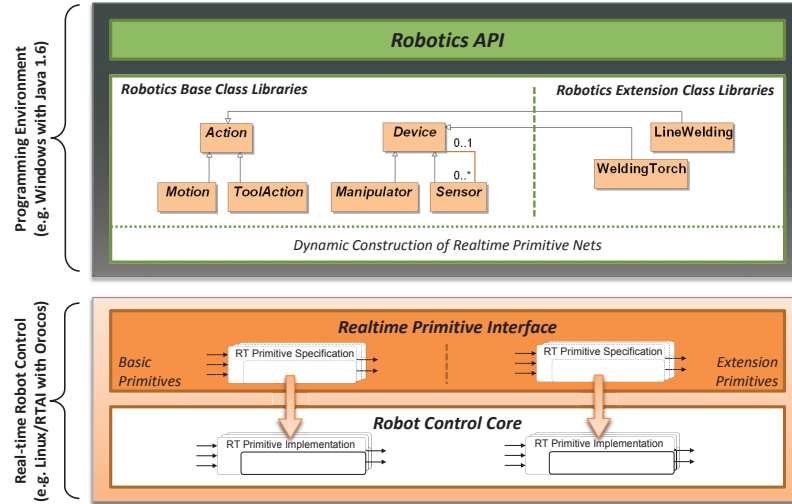 Programming Environment
(e.g. Windows with Java 1.6)
Robotics API
Robotics Base Class Libraries
Robotics Extension Class Libraries
Action
Device
LineWelding
0..1
WeldingTorch
0..*
Motion
ToolAction
Manipulator
Sensor
Dynamic Construction of Realtime Primitive Nets
Real-time Robot Control
(e.g. Linux/RTAI with Orocos)
Realtime Primitive Interface
Basic
Primitives
RT Primitive Specification
RT Primitive Specification
Extension
Primitives
Robot Control Core
RT Primitive Implementation
RT Primitive Implementation